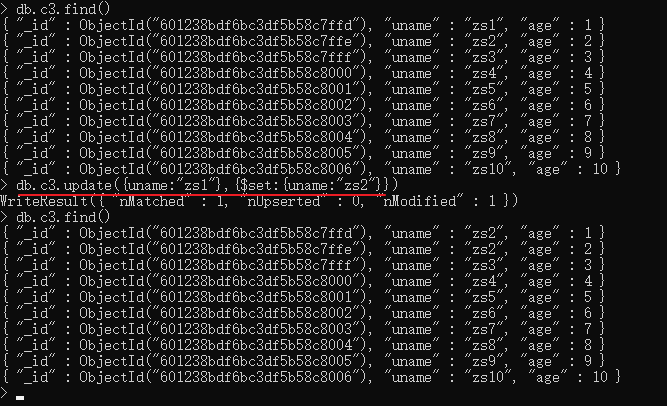 > db.c3.find()
{ "_id" : ObjectId("601238bdf6bc3df5b58c7ffd"), "uname" : "zs1", "age" : 1 }
{ "_id" : ObjectId("601238bdf6bc3df5b58c7ffe"), "uname" : "zs2", "age" : 2 }
{ "_id" : ObjectId("601238bdf6bc3df5b58c7fff"), "uname" : "zs3", "age" : 3 }
{ "_id" : ObjectId("601238bdf6bc3df5b58c8000"), "uname" : "zs4", "age" : 4 }
{ "_id" : ObjectId("601238bdf6bc3df5b58c8001"), "uname" : "zs5", "age" : 5 }
{ "_id" : ObjectId("601238bdf6bc3df5b58c8002"), "uname" : "zs6", "age" : 6 }
{ "_id" : ObjectId("601238bdf6bc3df5b58c8003"), "uname" : "zs7", "age" : 7 }
{ "_id" : ObjectId("601238bdf6bc3df5b58c8004"), "uname" : "zs8", "age" : 8 }
{ "_id" : ObjectId("601238bdf6bc3df5b58c8005"), "uname" : "zs9", "age" : 9 }
{ "_id" : ObjectId("601238bdf6bc3df5b58c8006"), "uname" : "zs10", "age" : 10 }
> db.c3.update({uname:"zs1"},{$set:{uname:"zs2"}})
WriteResult({ "nMatched" : 1, "nUpserted" : 0, "nModified" : 1 })
> db.c3.find()
{ "_id" : ObjectId("601238bdf6bc3df5b58c7ffd"), "uname" : "zs2", "age" : 1 }
{ "_id" : ObjectId("601238bdf6bc3df5b58c7ffe"), "uname" : "zs2", "age" : 2 }
{ "_id" : ObjectId("601238bdf6bc3df5b58c7fff"), "uname" : "zs3", "age" : 3 }
{ "_id" : ObjectId("601238bdf6bc3df5b58c8000"), "uname" : "zs4", "age" : 4 }
{ "_id" : ObjectId("601238bdf6bc3df5b58c8001"), "uname" : "zs5", "age" : 5 }
{ "_id" : ObjectId("601238bdf6bc3df5b58c8002"), "uname" : "zs6", "age" : 6 }
{ "_id" : ObjectId("601238bdf6bc3df5b58c8003"), "uname" : "zs7", "age" : 7 }
{ "_id" : ObjectId("601238bdf6bc3df5b58c8004"), "uname" : "zs8", "age" : 8 }
{ "_id" : ObjectId("601238bdf6bc3df5b58c8005"), "uname" : "zs9", "age" : 9 }
{ "_id" : ObjectId("601238bdf6bc3df5b58c8006"), "uname" : "zs10", "age" : 10 }
>